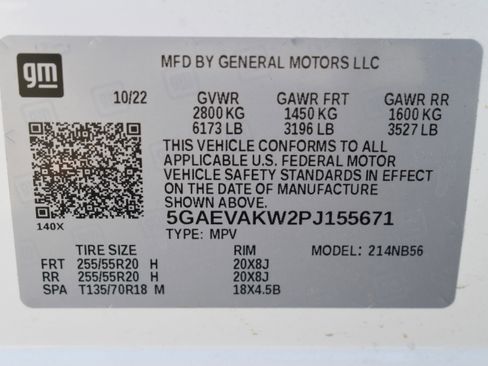 gm
MFD BY GENERAL MOTORS LLC
10/22 GVWR GAWR FRT GAWR RR
2800 KG 1450 KG 1600 KG
6173 LB 3196 LB 3527 LB
THIS VEHICLE CONFORMS TO ALL
APPLICABLE U.S. FEDERAL MOTOR
VEHICLE SAFETY STANDARDS IN EFFECT
ON THE DATE OF MANUFACTURE
SHOWN ABOVE.
140X
5GAEVAKW2PJ155671
TYPE: MPV
TIRE SIZE RIM MODEL: 214NB56
FRT 255/55R20 H 20X8J
RR 255/55R20 H 20X8J
SPA T135/70R18 M 18X4.5B